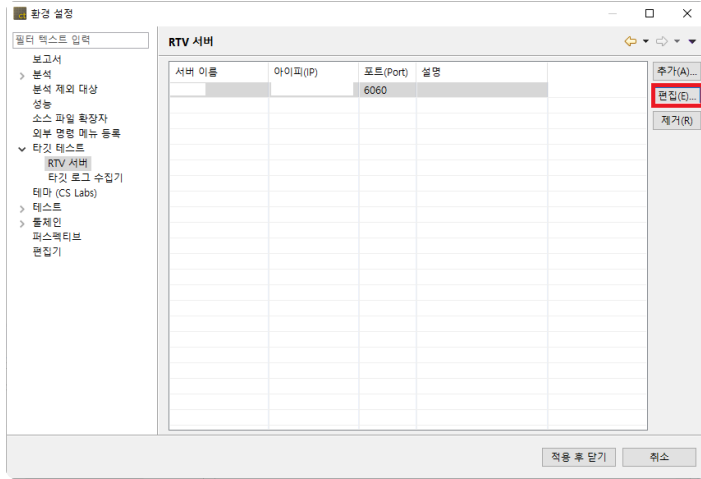 환경 설정
필터 텍스트 입력
보고서
분석
분석 제외 대상
성능
소스 파일 확장자
외부 명령 메뉴 등록
타깃 테스트
RTV 서버
타깃 로그 수집기
테마 (CS Labs)
테스트
툴체인
퍼스펙티브
편집기
RTV 서버
서버 이름 아이피(IP) 포트(Port) 설명
6060
추가(A)...
편집(E)...
제거(R)
적용 후 닫기 취소